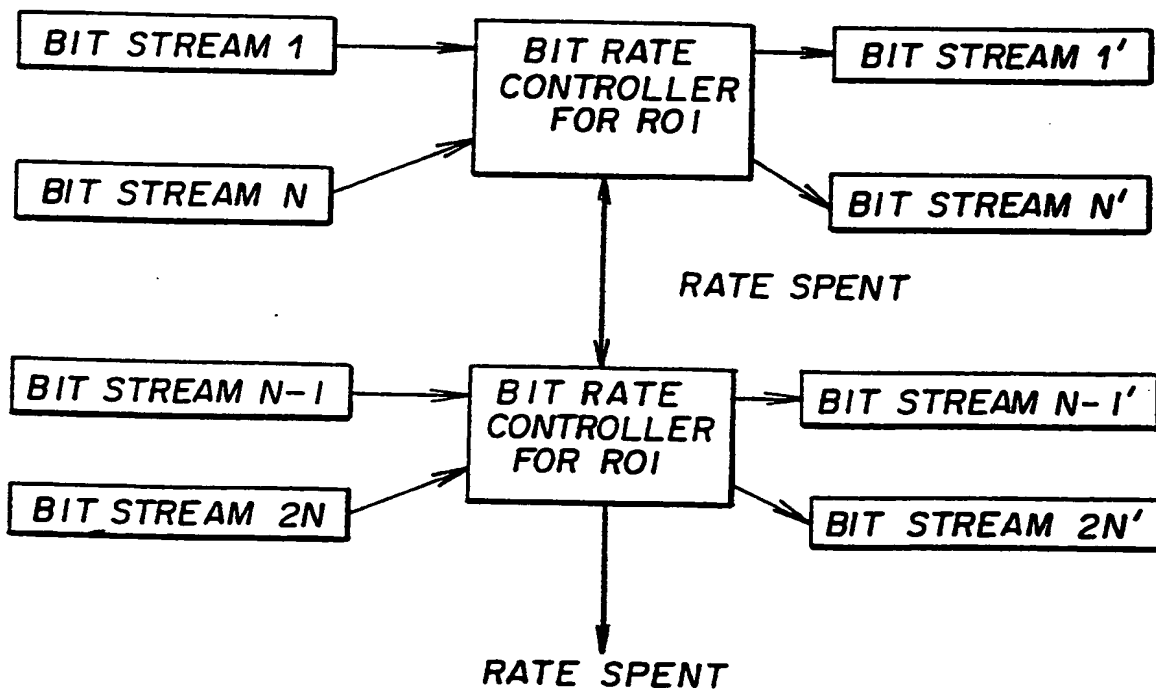 BIT STREAM 1
BIT RATE
CONTROLLER
FOR ROI
BIT STREAM 1'
BIT STREAM N
BIT STREAM N'
RATE SPENT
BIT STREAM N-1
BIT RATE
CONTROLLER
FOR ROI
BIT STREAM N-1'
BIT STREAM 2N
BIT STREAM 2N'
RATE SPENT